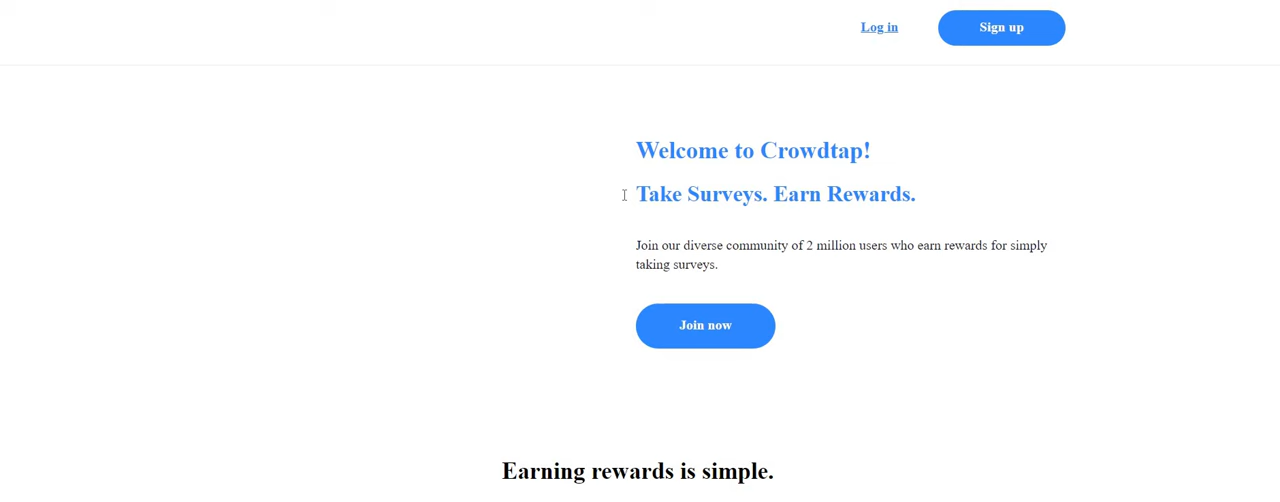 Log in
Sign up
Welcome to Crowdtap!
Take Surveys. Earn Rewards.
Join our diverse community of 2 million users who earn rewards for simply
taking surveys.
Join now
Earning rewards is simple.